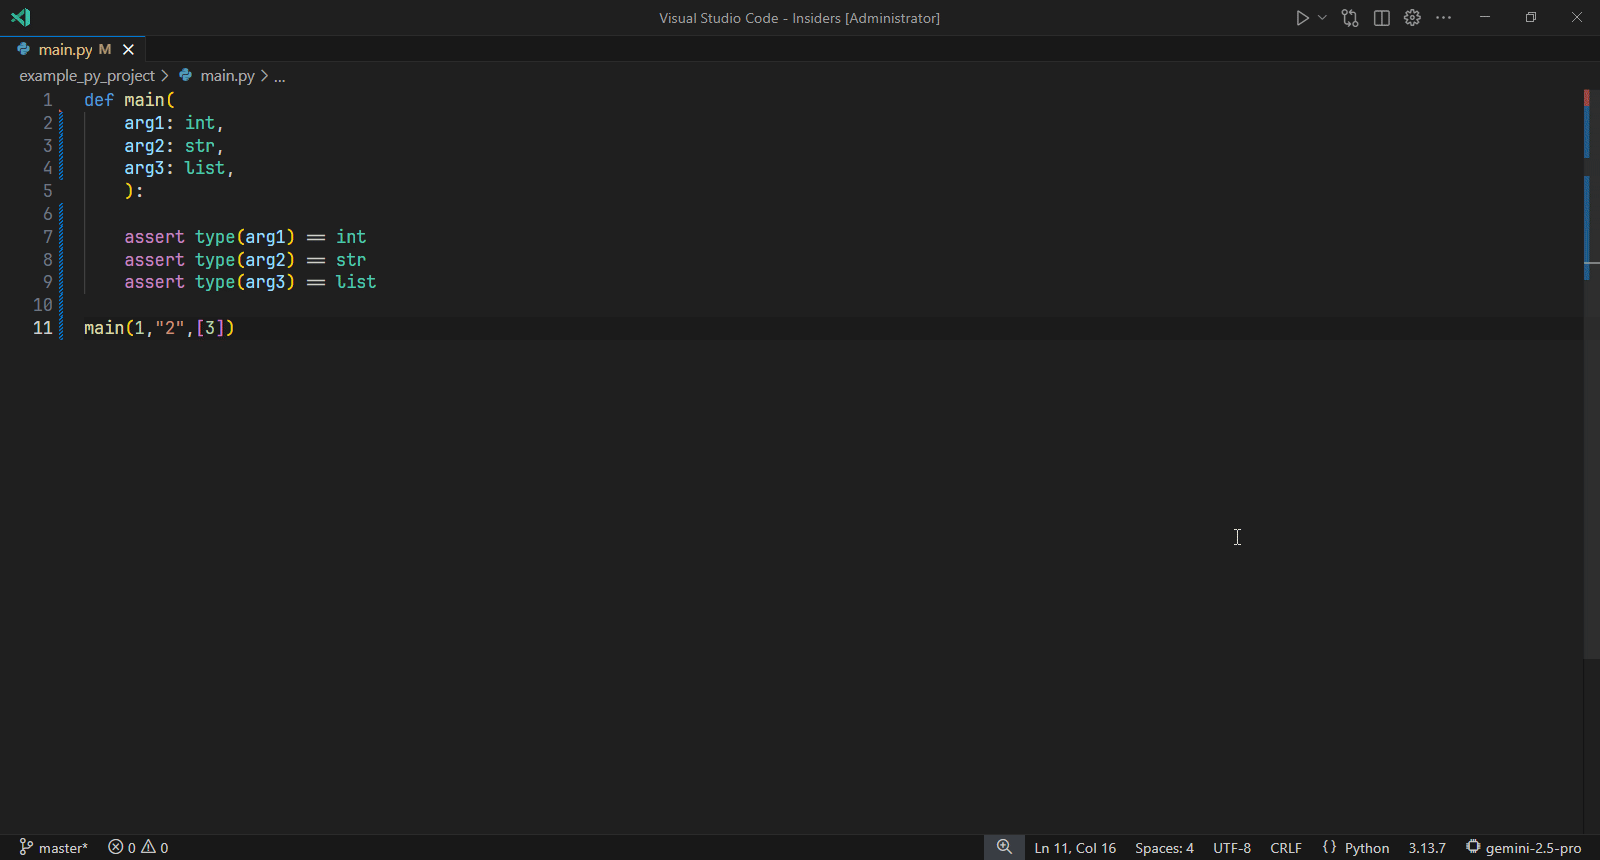 Visual Studio Code - Insiders [Administrator]
main.py M
example_py_project > main.py > ...
1 def main(
2     arg1: int,
3     arg2: str,
4     arg3: list,
5     ):
6
7     assert type(arg1) == int
8     assert type(arg2) == str
9     assert type(arg3) == list
10
11 main(1,"2",[3])
master* 0 0 Ln 11, Col 16 Spaces: 4 UTF-8 CRLF {} Python 3.13.7 gemini-2.5-pro